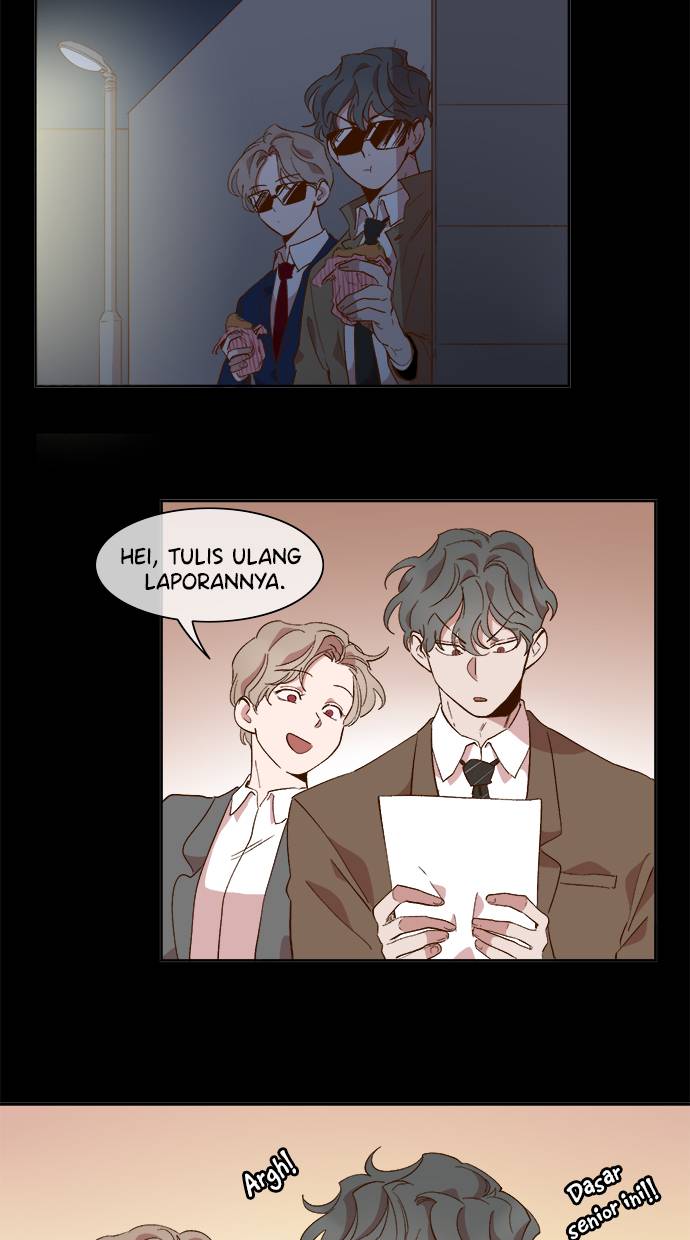 HEI, TULIS ULANG
LAPORANNYA.
Argh!
Dasar
senior ini!!